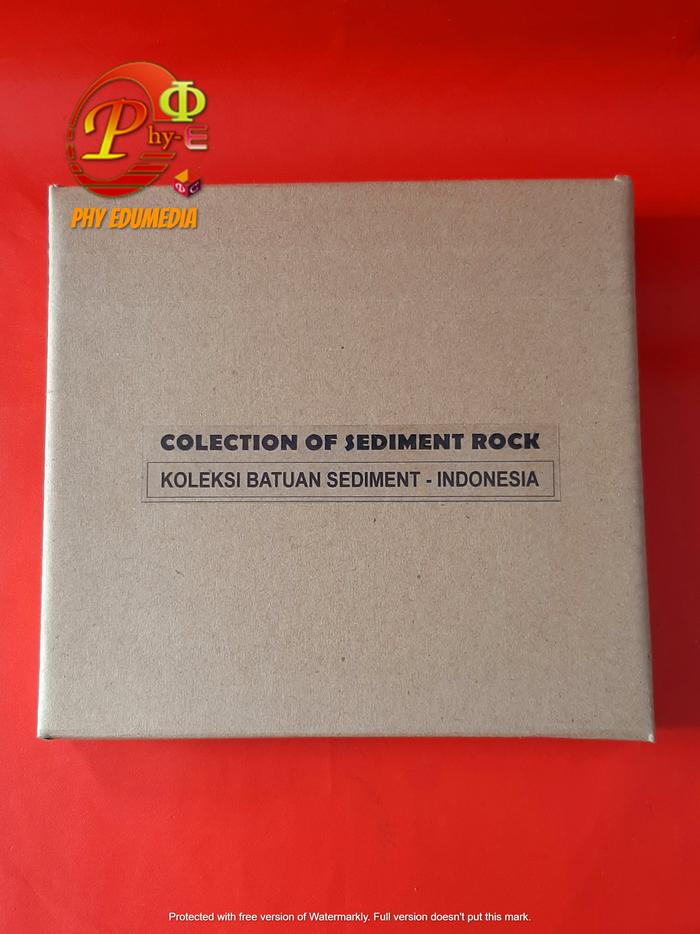 Φ
Phy-E
PHY EDUMEDIA
COLECTION OF SEDIMENT ROCK
KOLEKSI BATUAN SEDIMENT - INDONESIA
Protected with free version of Watermarkly. Full version doesn't put this mark.